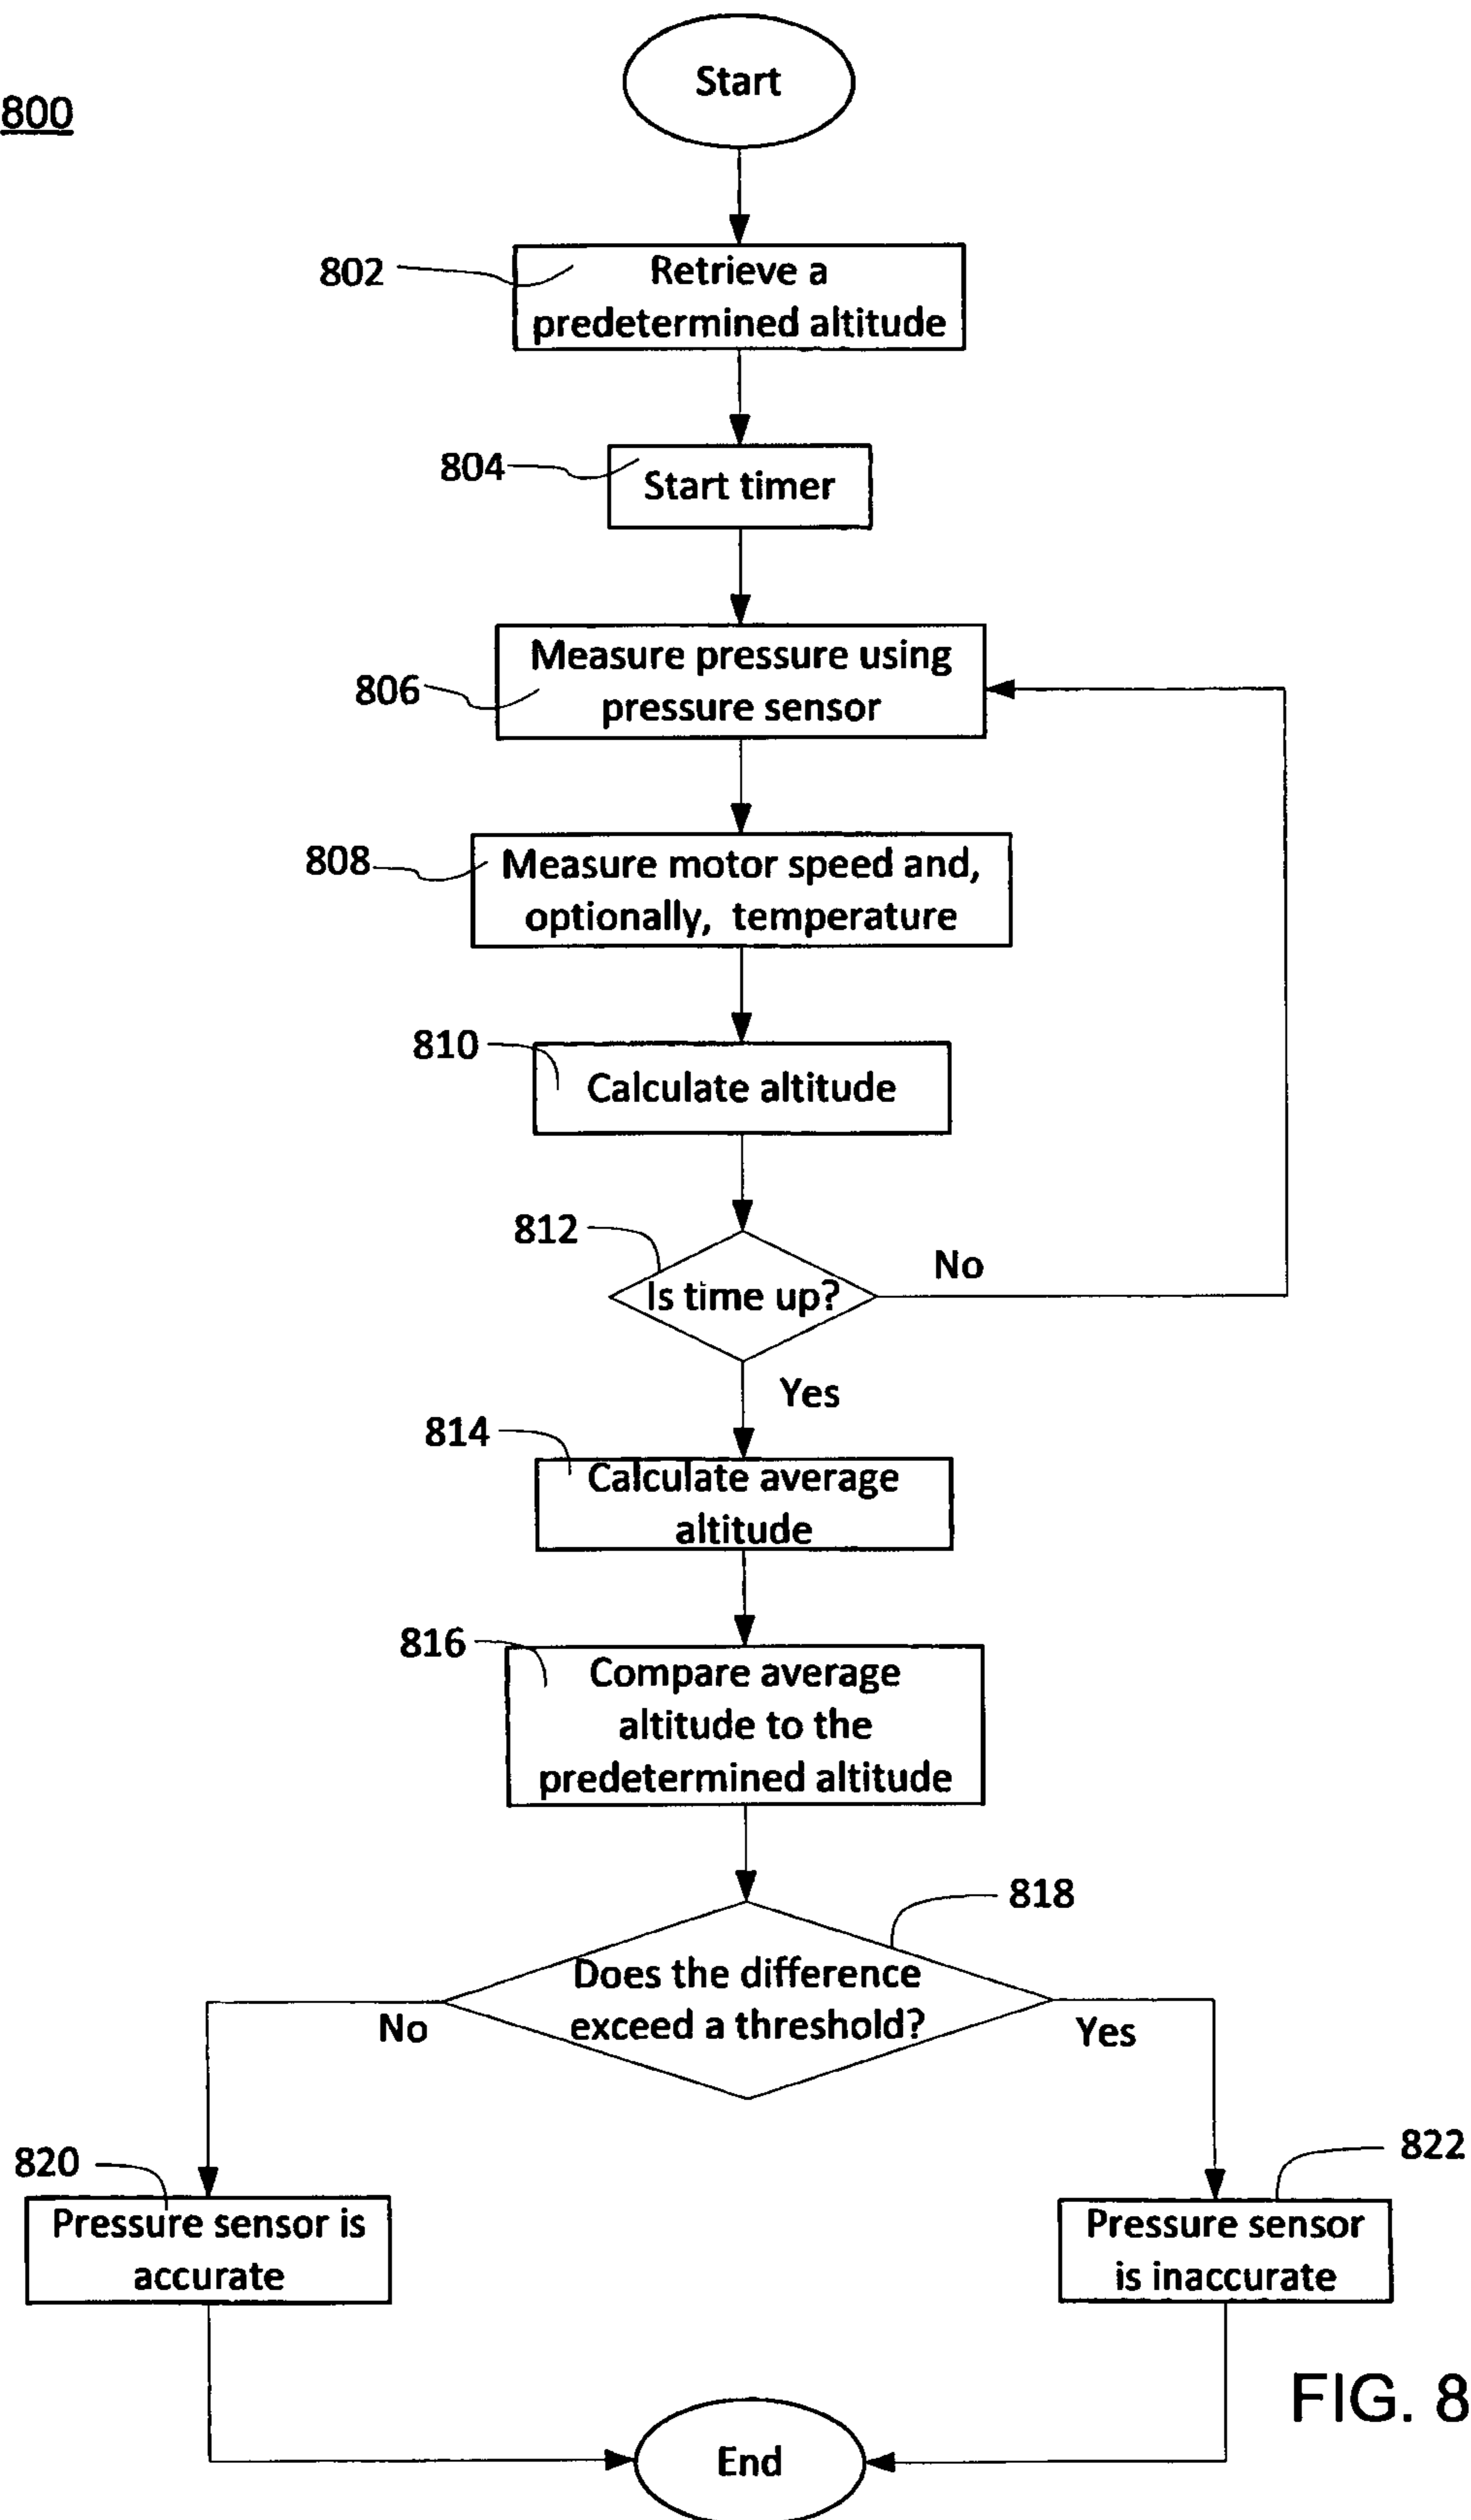 Start
800
802
Retrieve a
predetermined altitude
804
Start timer
806
Measure pressure using
pressure sensor
808
Measure motor speed and,
optionally, temperature
810
Calculate altitude
812
Is time up?
No
Yes
814
Calculate average
altitude
816
Compare average
altitude to the
predetermined altitude
818
Does the difference
exceed a threshold?
No
Yes
820
Pressure sensor is
accurate
822
Pressure sensor
is inaccurate
FIG. 8
End